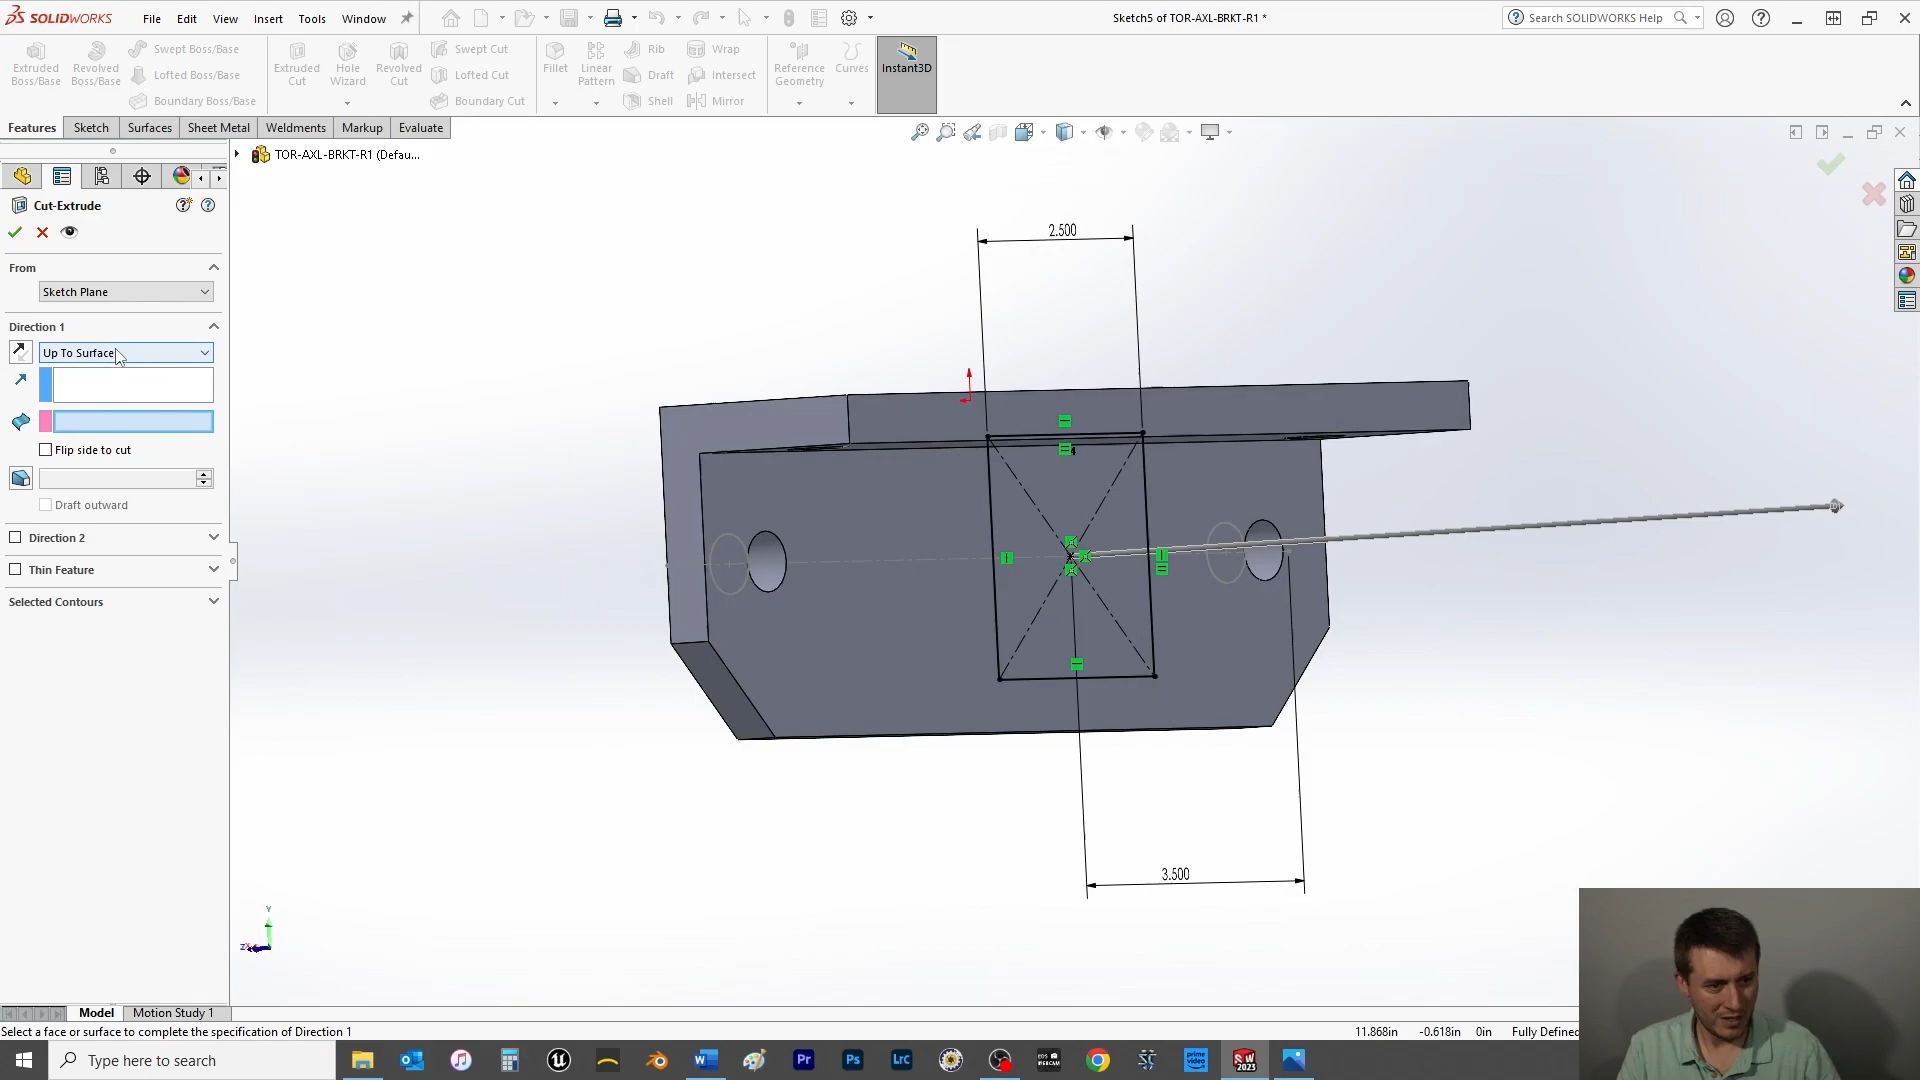 SOLIDWORKS
File Edit View Insert Tools Window
Sketch5 of TOR-AXL-BRKT-R1 *
Search SOLIDWORKS Help
Extruded Boss/Base
Revolved Boss/Base
Swept Boss/Base
Lofted Boss/Base
Boundary Boss/Base
Extruded Cut
Hole Wizard
Revolved Cut
Swept Cut
Lofted Cut
Boundary Cut
Fillet
Linear Pattern
Rib
Draft
Shell
Wrap
Intersect
Mirror
Reference Geometry
Curves
Instant3D
Features Sketch Surfaces Sheet Metal Weldments Markup Evaluate
TOR-AXL-BRKT-R1 (Defau...
Cut-Extrude
From
Sketch Plane
Direction 1
Up To Surface
Flip side to cut
Draft outward
Direction 2
Thin Feature
Selected Contours
2.500
3.500
Y
Model Motion Study 1
Select a face or surface to complete the specification of Direction 1
11.868in -0.618in 0in Fully Defined
Type here to search
Pr Ps Lrc
SW 2023